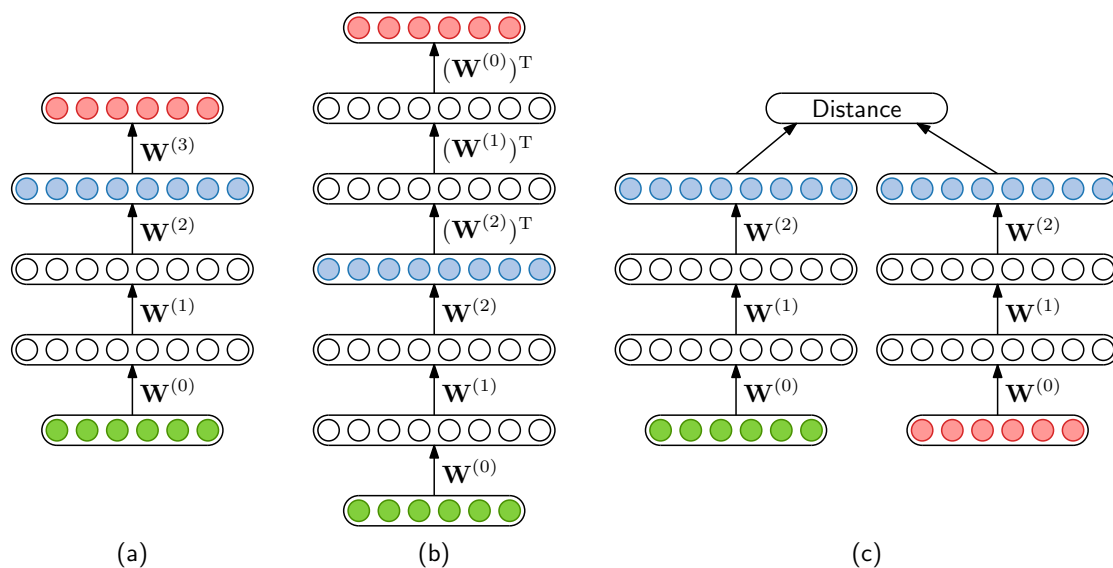 W^(3)
W^(2)
W^(1)
W^(0)
(a)
(W^(0))^T
(W^(1))^T
(W^(2))^T
W^(2)
W^(1)
W^(0)
(b)
Distance
W^(2) W^(2)
W^(1) W^(1)
W^(0) W^(0)
(c)